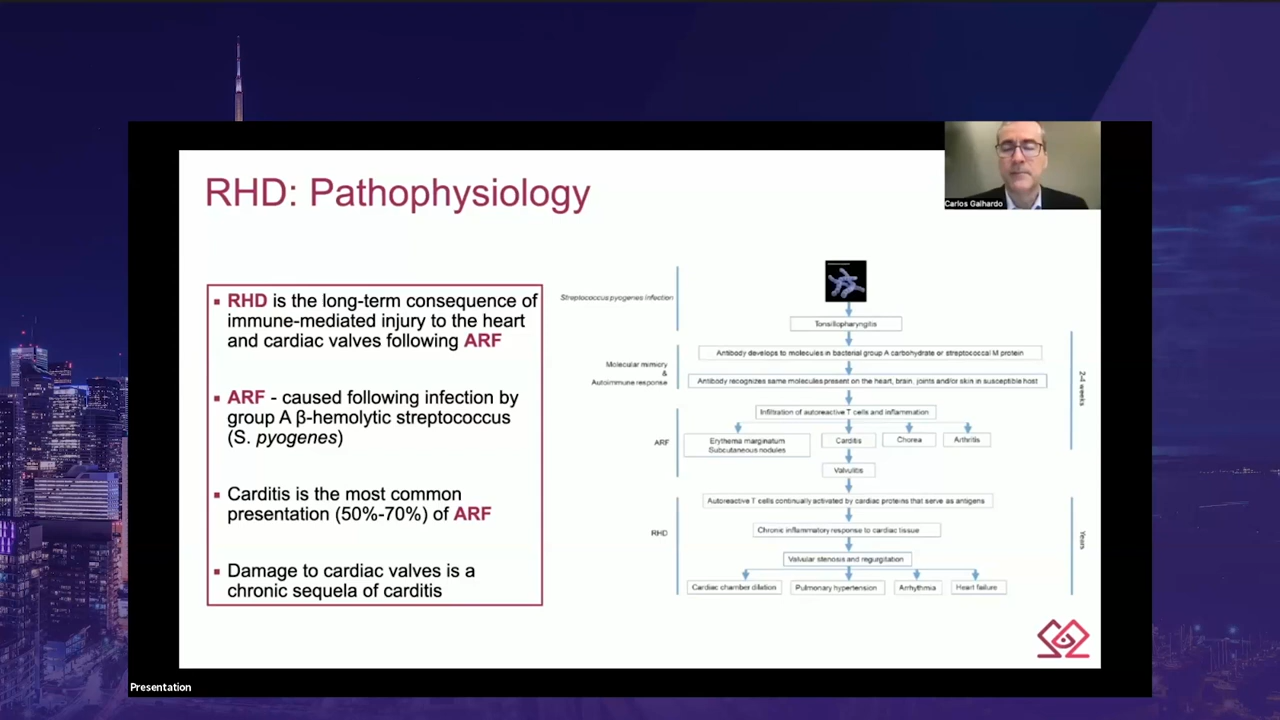 Carlos Galhardo
RHD: Pathophysiology
▪ RHD is the long-term consequence of
immune-mediated injury to the heart
and cardiac valves following ARF
▪ ARF - caused following infection by
group A β-hemolytic streptococcus
(S. pyogenes)
▪ Carditis is the most common
presentation (50%-70%) of ARF
▪ Damage to cardiac valves is a
chronic sequela of carditis
Streptococcus pyogenes infection
Tonsillopharyngitis
Molecular mimicry
&
Autoimmune response
Antibody develops to molecules in bacterial group A carbohydrate or streptococcal M protein
Antibody recognizes same molecules present on the heart, brain, joints and/or skin in susceptible host
2-4 weeks
ARF
Infiltration of autoreactive T cells and inflammation
Erythema marginatum
Subcutaneous nodules
Carditis
Chorea
Arthritis
Valvulitis
RHD
Autoreactive T cells continually activated by cardiac proteins that serve as antigens
Chronic inflammatory response to cardiac tissue
Valvular stenosis and regurgitation
Years
Cardiac chamber dilation
Pulmonary hypertension
Arrhythmia
Heart failure
Presentation